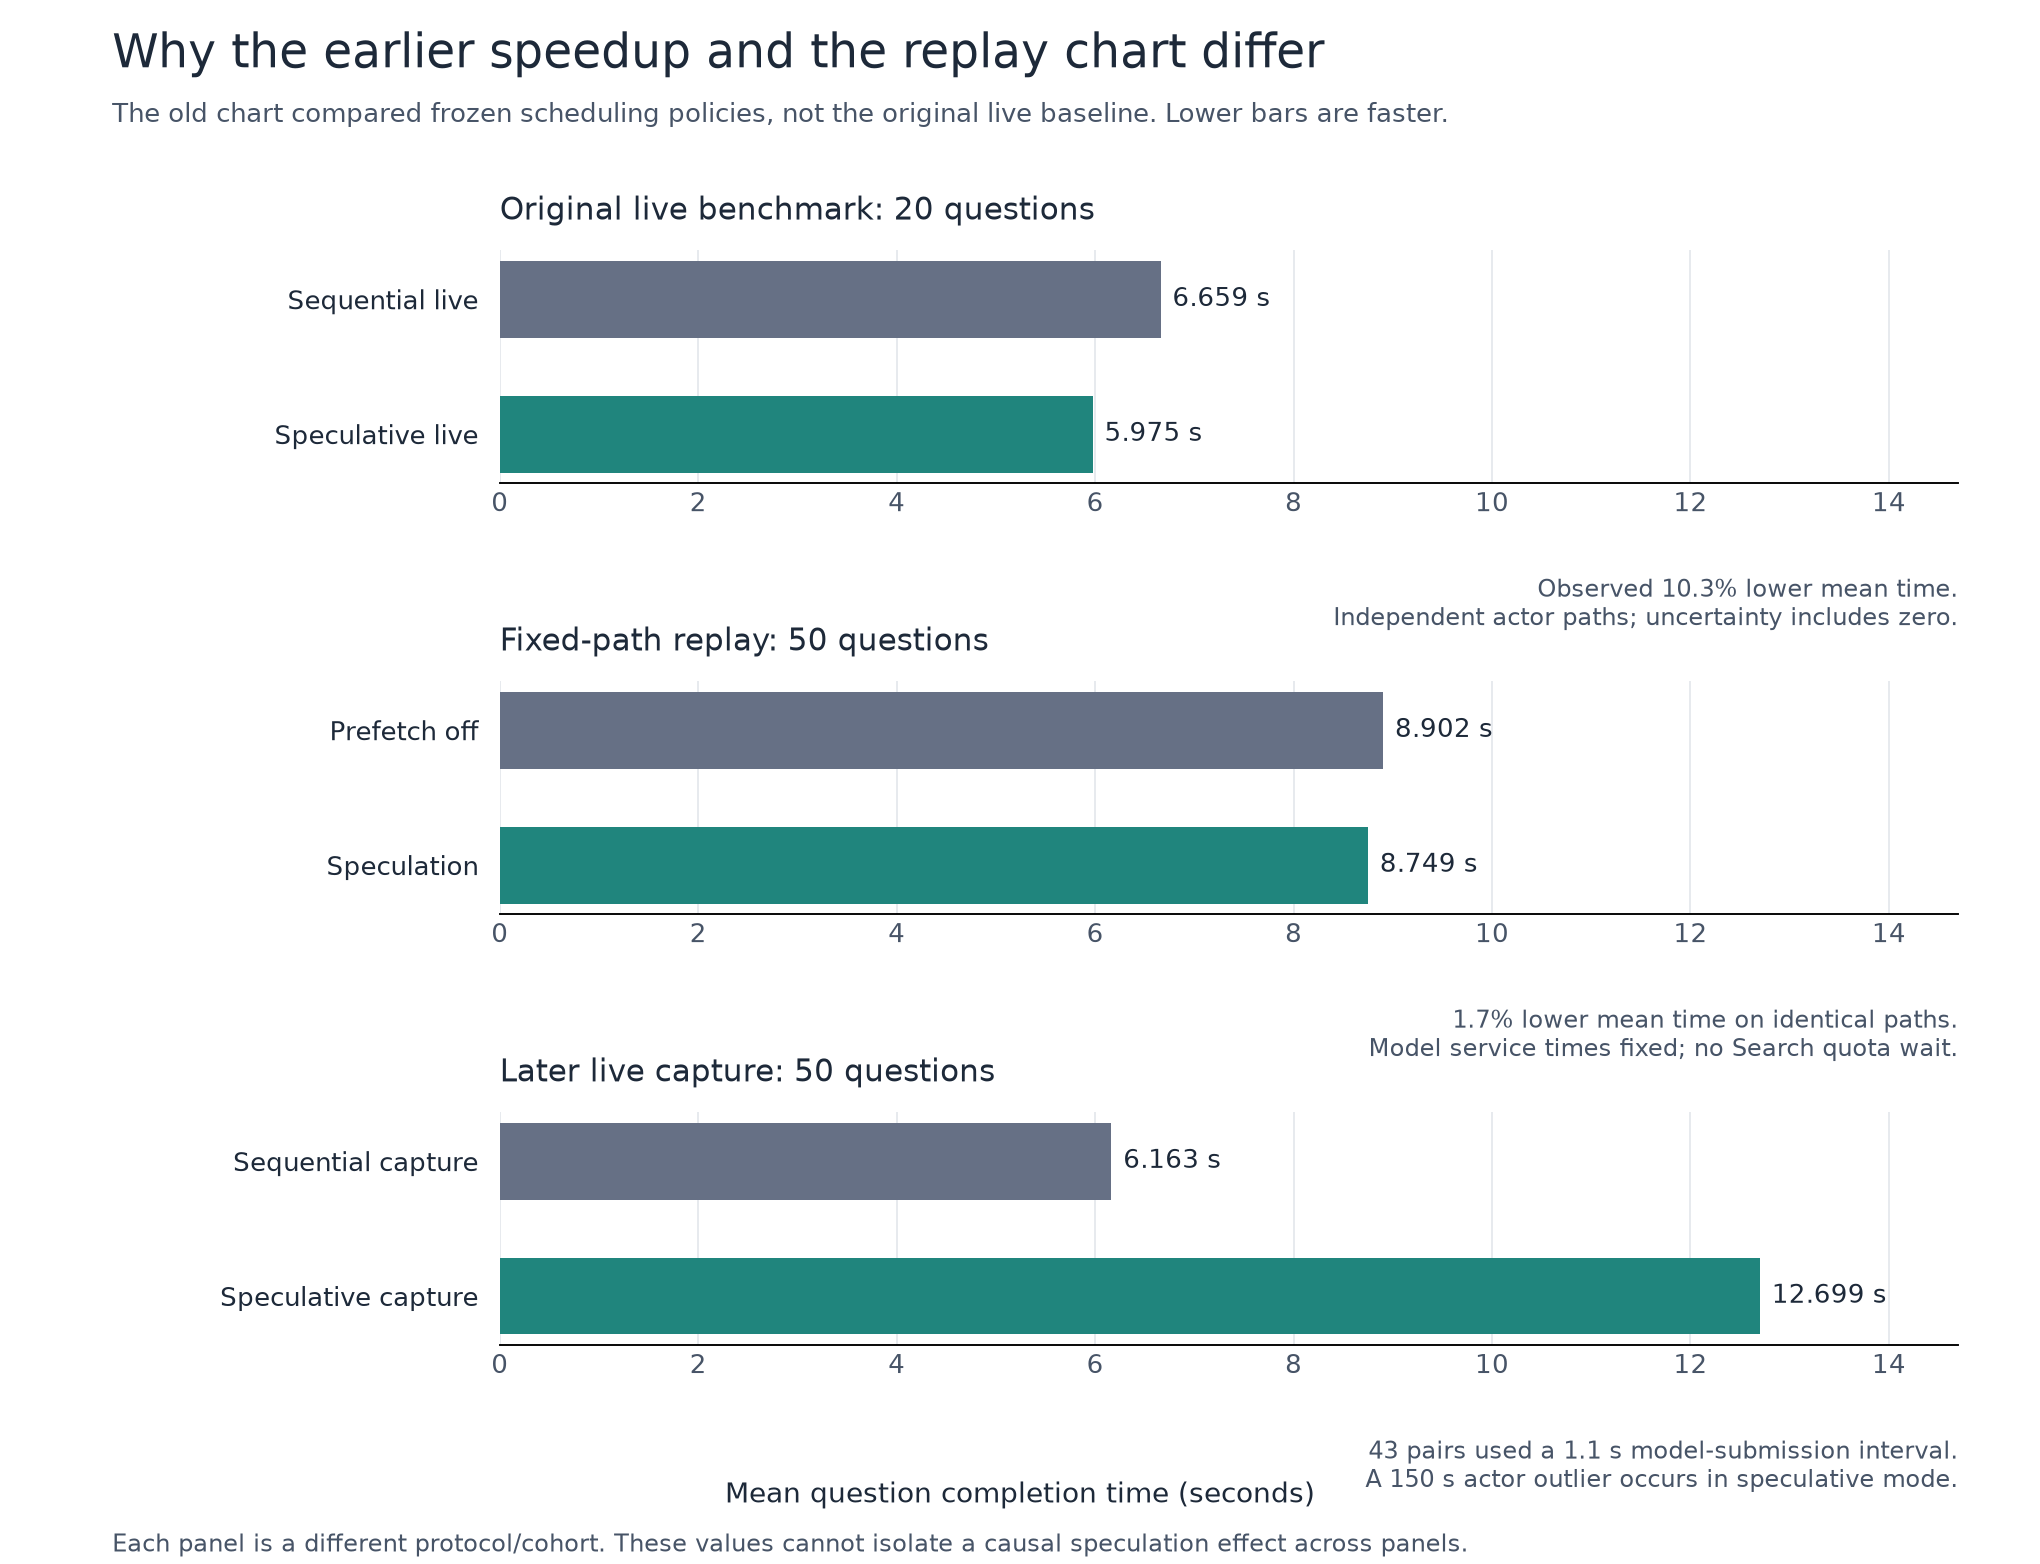 Why the earlier speedup and the replay chart differ
The old chart compared frozen scheduling policies, not the original live baseline. Lower bars are faster.
Original live benchmark: 20 questions
Sequential live
6.659 s
Speculative live
5.975 s
0 2 4 6 8 10 12 14
Observed 10.3% lower mean time.
Independent actor paths; uncertainty includes zero.
Fixed-path replay: 50 questions
Prefetch off
8.902 s
Speculation
8.749 s
0 2 4 6 8 10 12 14
1.7% lower mean time on identical paths.
Model service times fixed; no Search quota wait.
Later live capture: 50 questions
Sequential capture
6.163 s
Speculative capture
12.699 s
0 2 4 6 8 10 12 14
43 pairs used a 1.1 s model-submission interval.
A 150 s actor outlier occurs in speculative mode.
Mean question completion time (seconds)
Each panel is a different protocol/cohort. These values cannot isolate a causal speculation effect across panels.